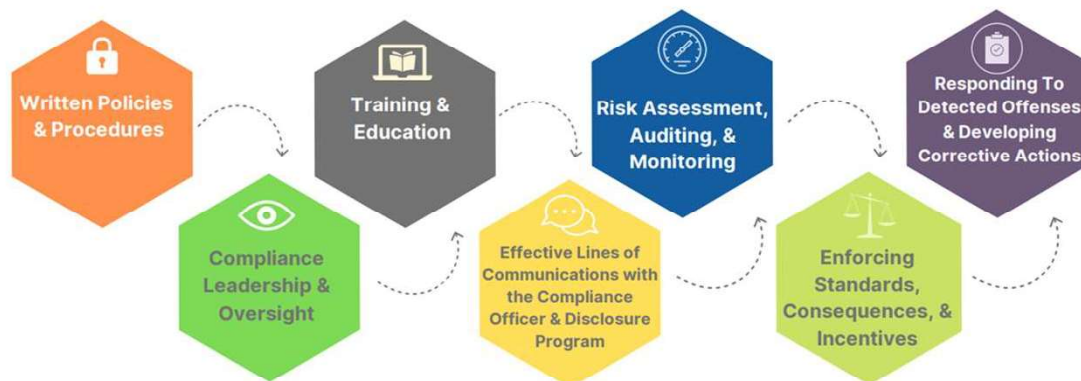 Written Policies
& Procedures
Compliance
Leadership &
Oversight
Training &
Education
Effective Lines of
Communications with
the Compliance
Officer & Disclosure
Program
Risk Assessment,
Auditing, &
Monitoring
Enforcing
Standards,
Consequences, &
Incentives
Responding To
Detected Offenses
& Developing
Corrective Actions